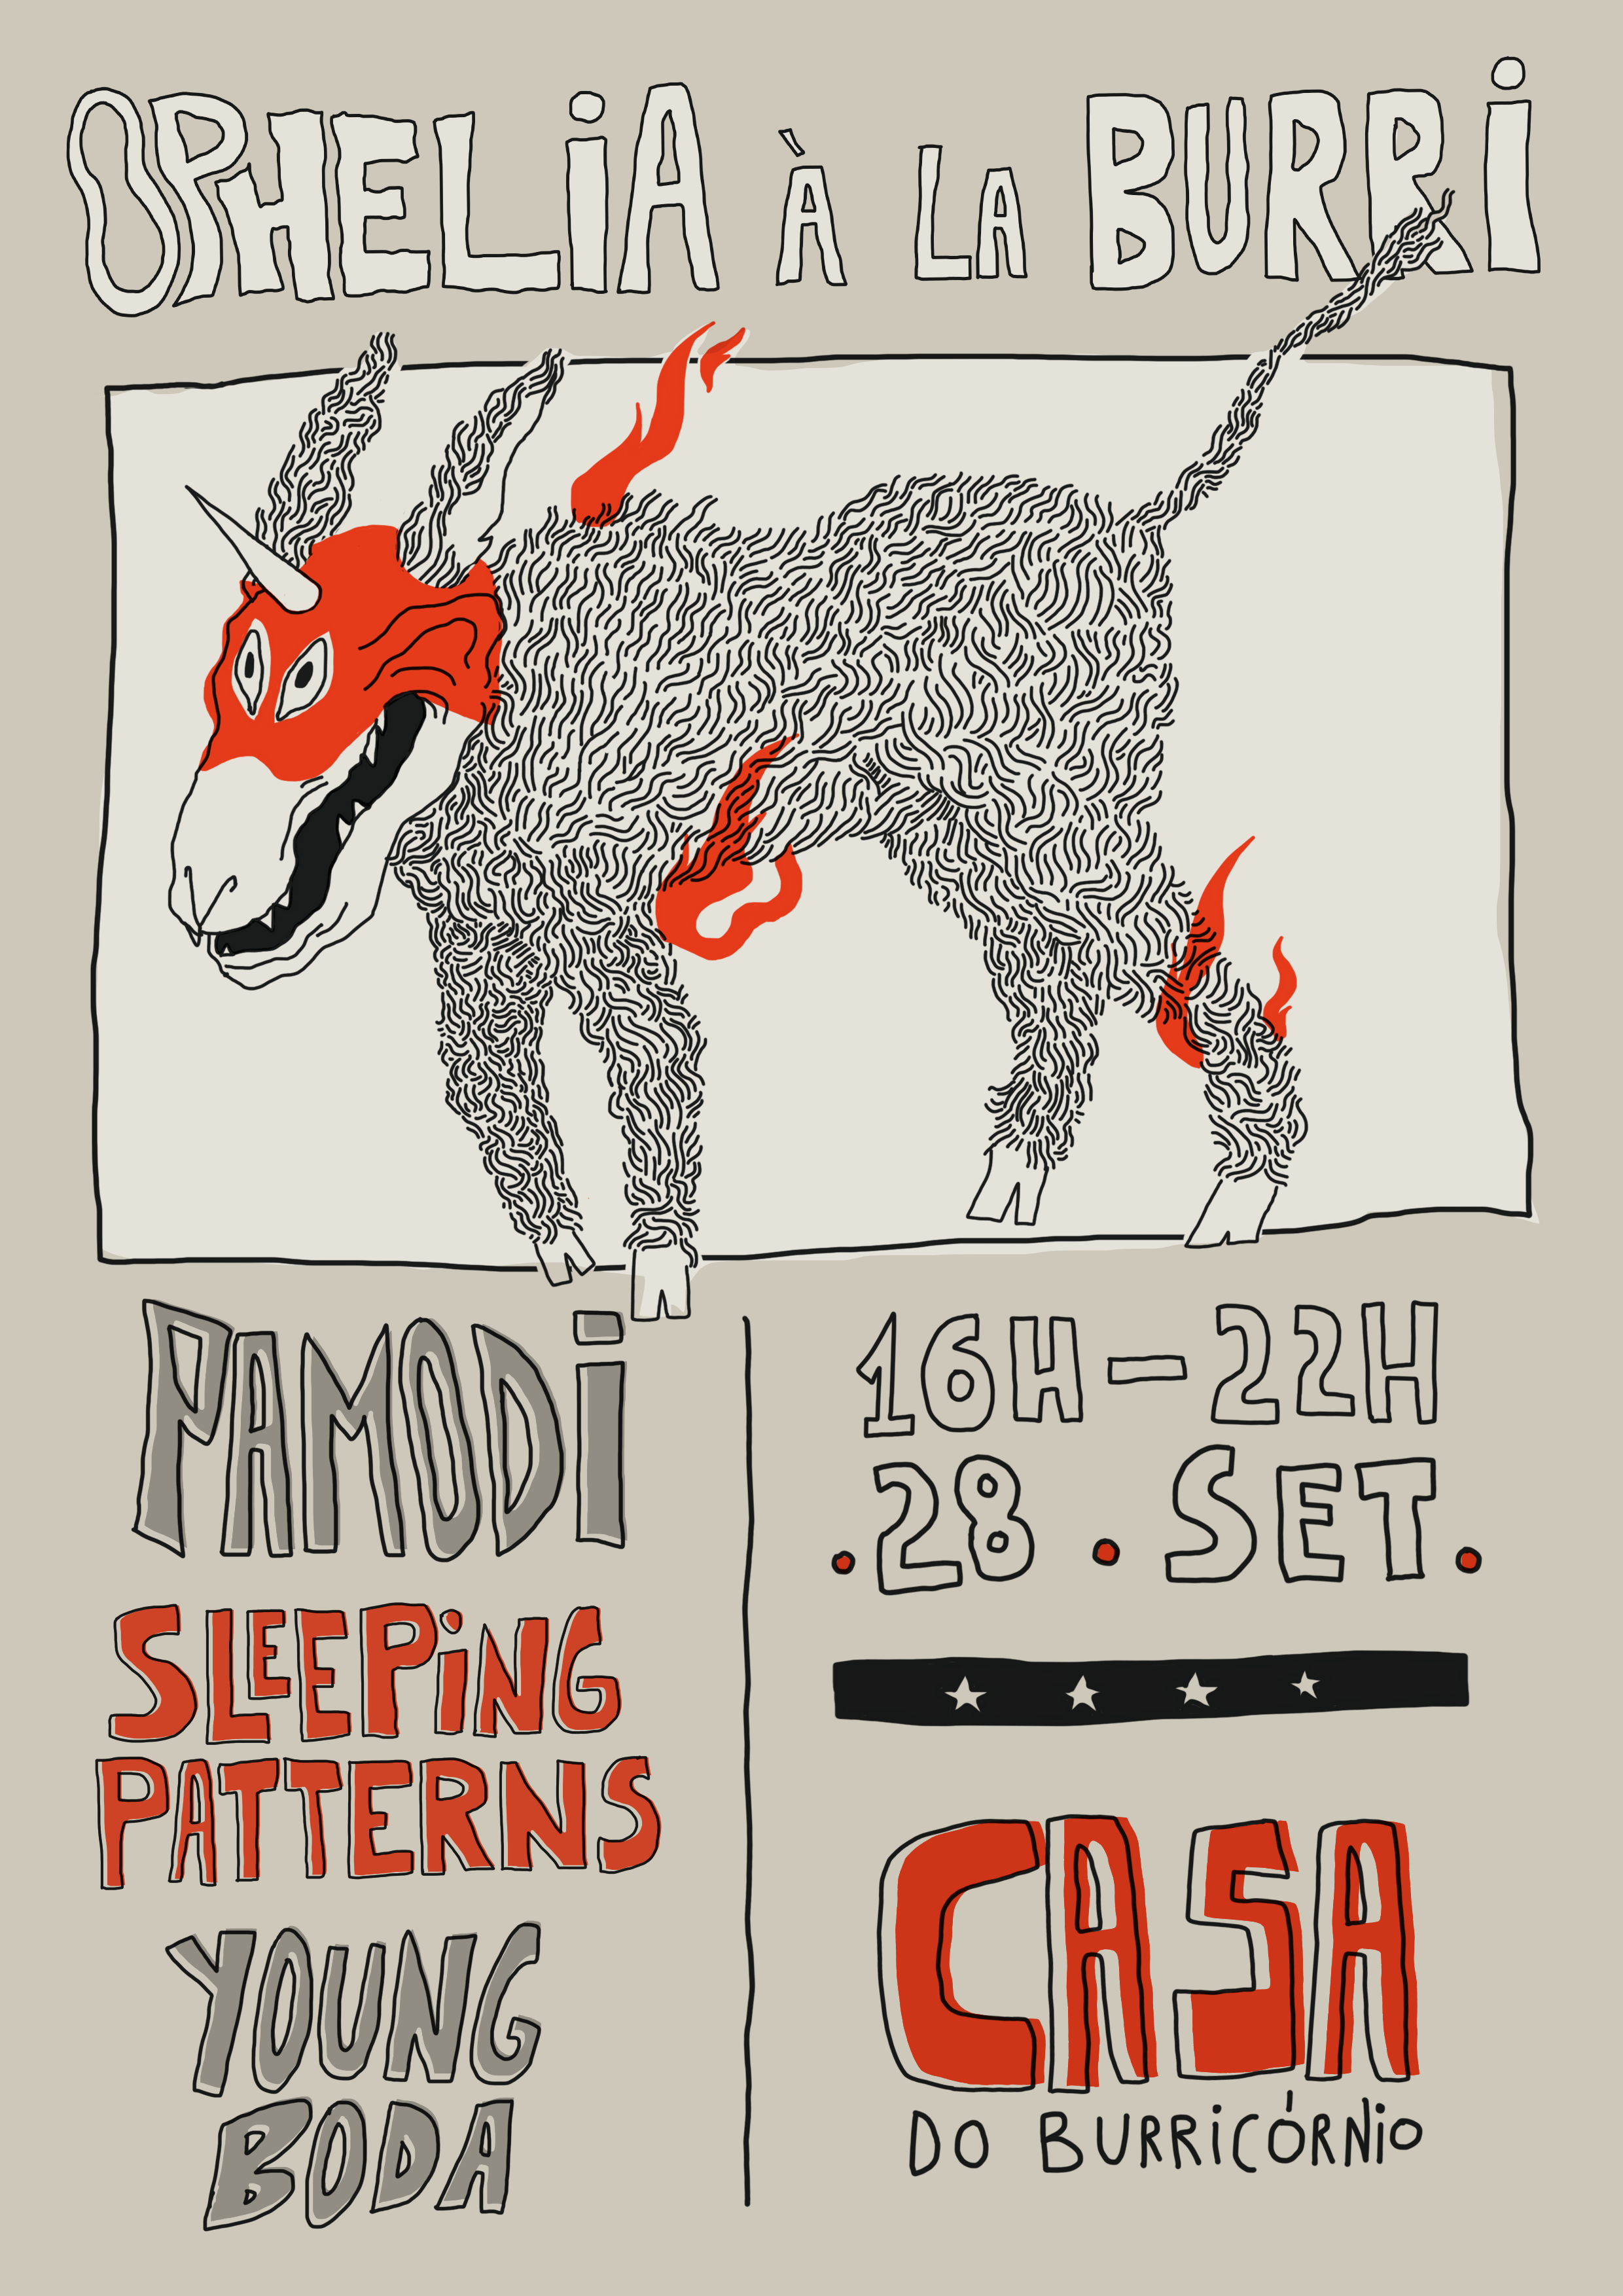 OPHELiA À LA BURRi
PAMODi
SLEEPiNG
PATTERNS
YOUNG
BODA
16H—22H
.28 . SET.
CASA
DO BURRiCÓRNiO